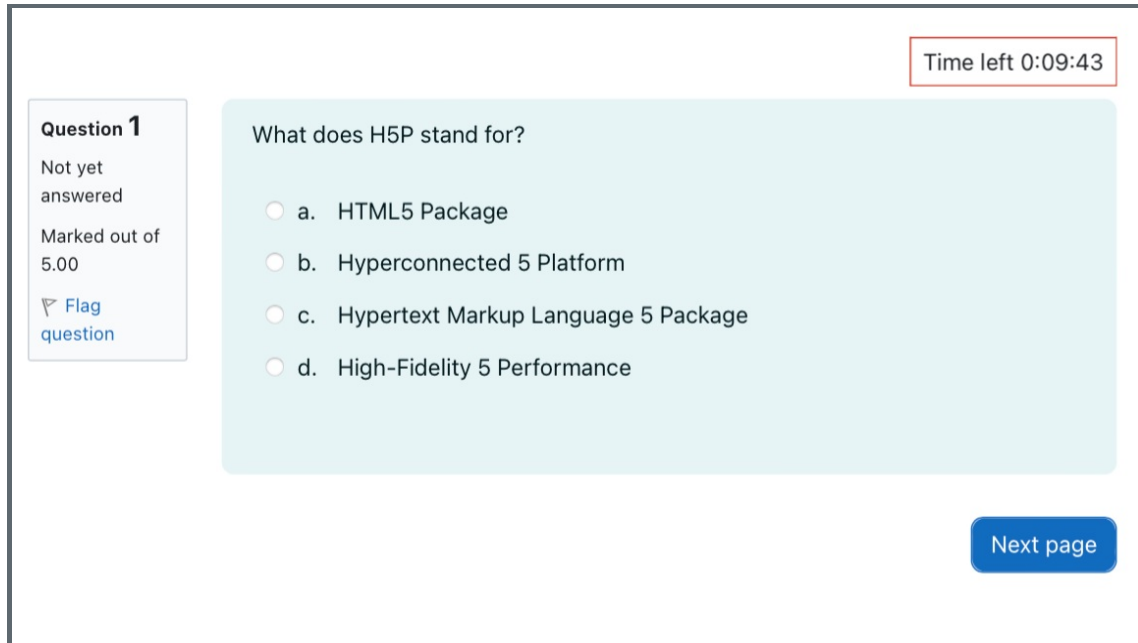 Time left 0:09:43
Question 1
Not yet
answered
Marked out of
5.00
Flag
question
What does H5P stand for?
a. HTML5 Package
b. Hyperconnected 5 Platform
c. Hypertext Markup Language 5 Package
d. High-Fidelity 5 Performance
Next page